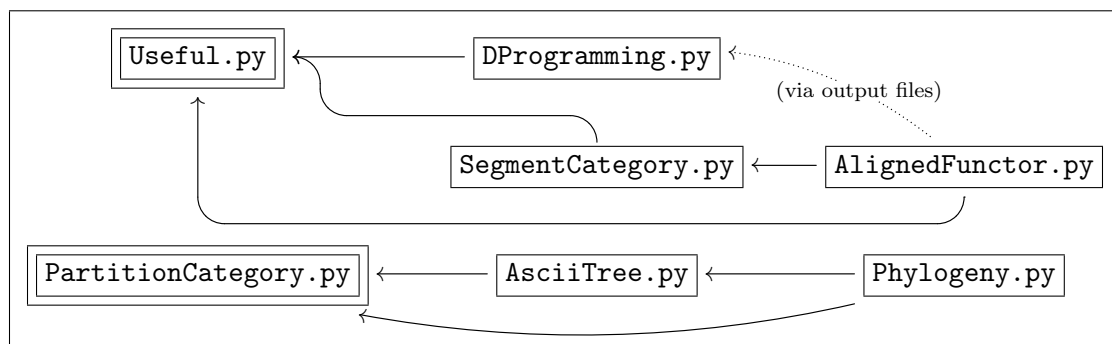 Useful.py
DProgramming.py
(via output files)
SegmentCategory.py
AlignedFunctor.py
PartitionCategory.py
AsciiTree.py
Phylogeny.py